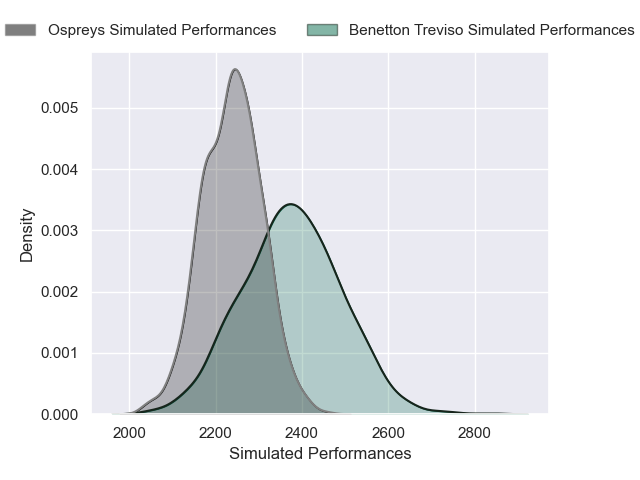 Ospreys Simulated Performances
Benetton Treviso Simulated Performances
0.005
0.004
0.003
0.002
0.001
0.000
Density
2000 2200 2400 2600 2800
Simulated Performances